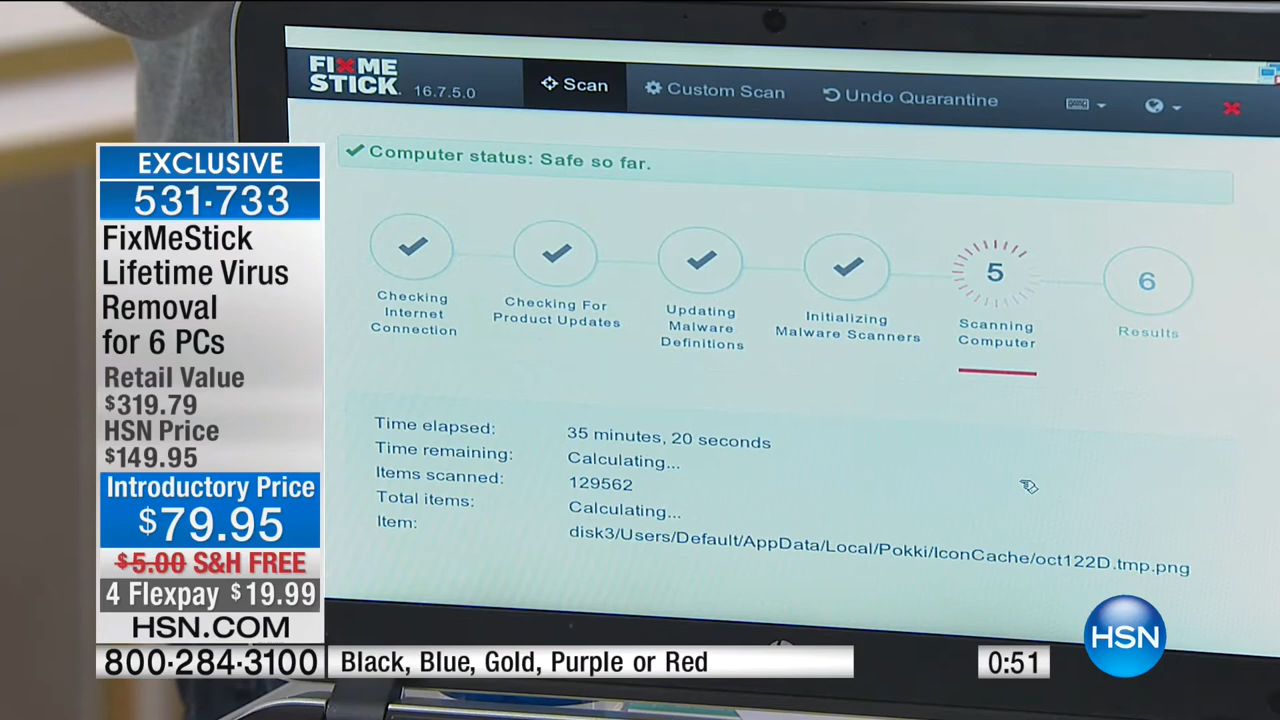 FIXME
STICK 16.7.5.0
Scan
Custom Scan
Undo Quarantine
Computer status: Safe so far.
Checking
Internet
Connection
Checking For
Product Updates
Updating
Malware
Definitions
Initializing
Malware Scanners
5
Scanning
Computer
6
Results
Time elapsed: 35 minutes, 20 seconds
Time remaining: Calculating...
Items scanned: 129562
Total items: Calculating...
Item: disk3/Users/Default/AppData/Local/Pokki/IconCache/oct122D.tmp.png
EXCLUSIVE
531·733
FixMeStick
Lifetime Virus
Removal
for 6 PCs
Retail Value
$319.79
HSN Price
$149.95
Introductory Price
$79.95
$5.00 S&H FREE
4 Flexpay $19.99
HSN.COM
800·284·3100
Black, Blue, Gold, Purple or Red
0:51
HSN